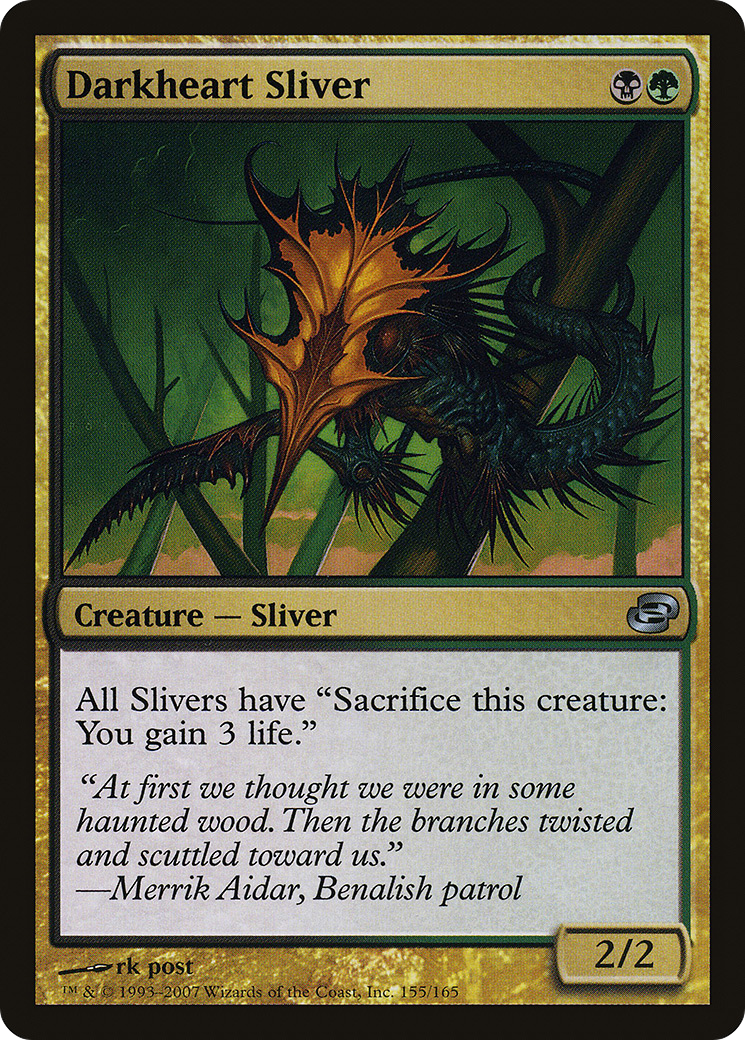 Darkheart Sliver
Creature — Sliver
All Slivers have “Sacrifice this creature:
You gain 3 life.”
“At first we thought we were in some
haunted wood. Then the branches twisted
and scuttled toward us.”
—Merrik Aidar, Benalish patrol
2/2
rk post
™ & © 1993–2007 Wizards of the Coast, Inc. 155/165